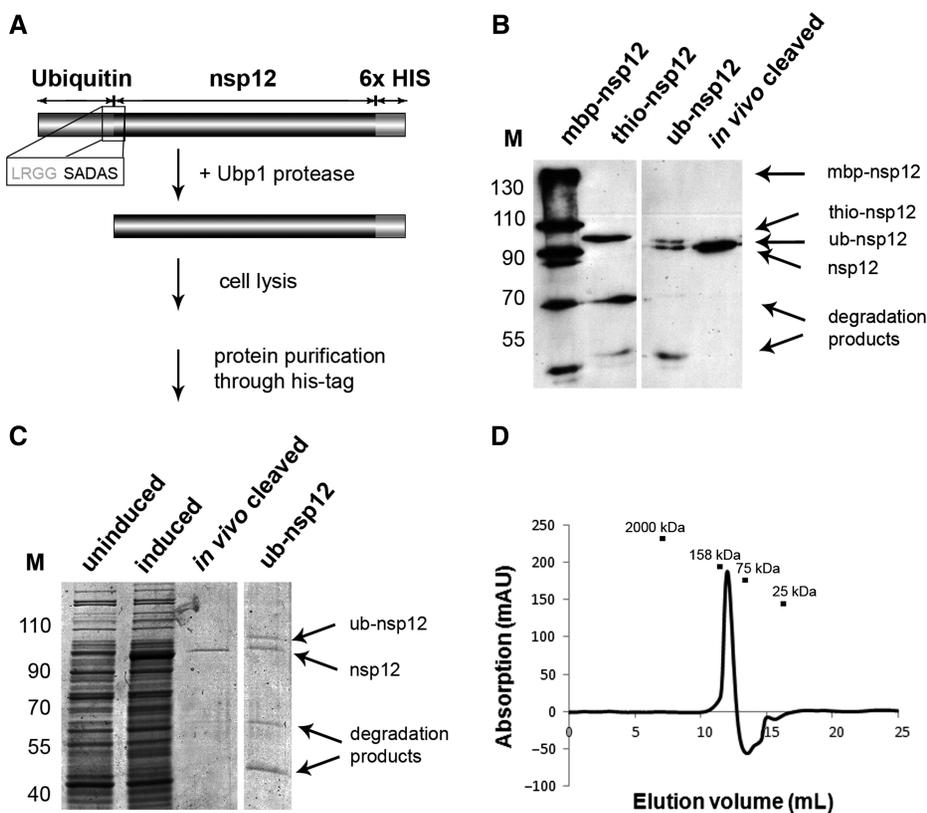 A
Ubiquitin nsp12 6x HIS
LRGG SADAS
+ Ubp1 protease
cell lysis
protein purification
through his-tag
B
M
mbp-nsp12
thio-nsp12
ub-nsp12
in vivo cleaved
130
110
90
70
55
mbp-nsp12
thio-nsp12
ub-nsp12
nsp12
degradation
products
C
M
uninduced
induced
in vivo cleaved
ub-nsp12
110
90
70
55
40
ub-nsp12
nsp12
degradation
products
D
Absorption (mAU)
250
200
150
100
50
0
−50
−100
2000 kDa
158 kDa
75 kDa
25 kDa
0 5 10 15 20 25
Elution volume (mL)